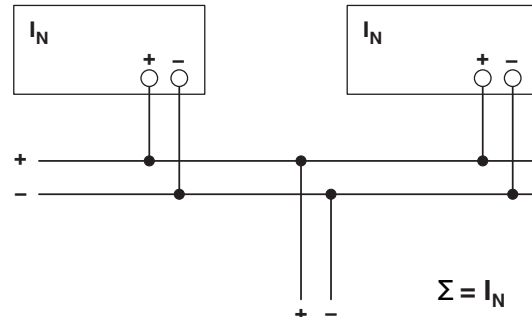 I_N I_N
+ − + −
+
−
Σ = I_N
+ −